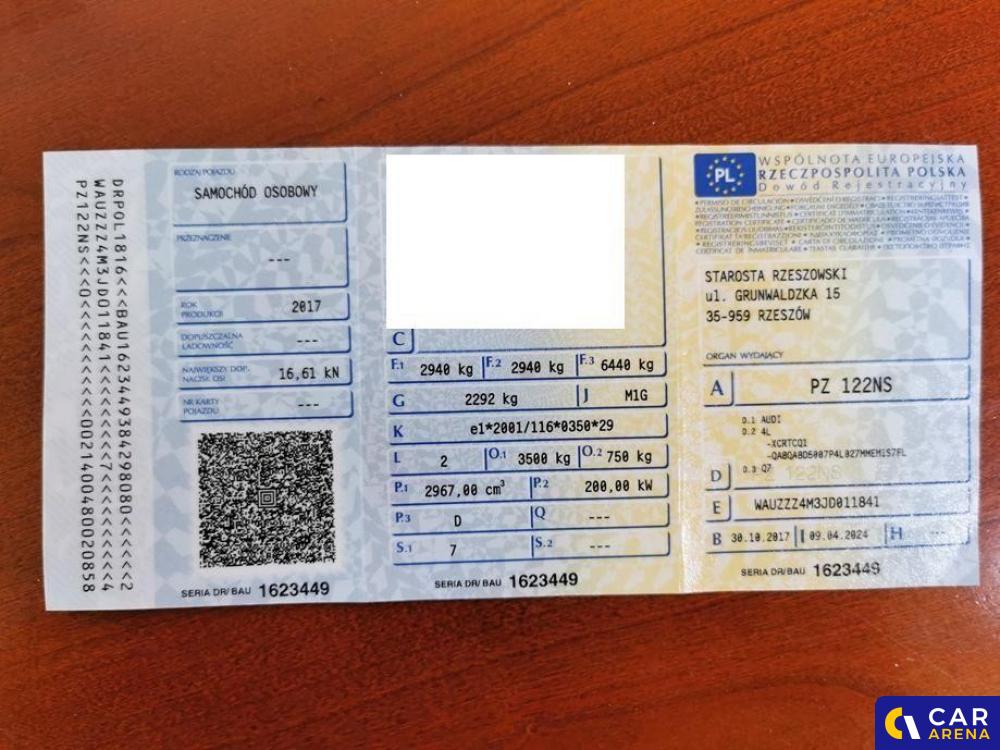 DRPOL1816<<<BAU16234493842980880<<<<2
WAUZZZ4M3JD011841<<<<<<<<7<<<<<<<<<<4
RODZAJ POJAZDU
SAMOCHÓD OSOBOWY
PRZEZNACZENIE
---
ROK PRODUKCJI
2017
DOPUSZCZALNA ŁADOWNOŚĆ
---
NAJWIĘKSZY DOP. NACISK OSI
16,61 kN
NR KARTY POJAZDU
---
SERIA DR/BAU 1623449
C
F.1 2940 kg F.2 2940 kg F.3 6440 kg
G 2292 kg J M1G
K e1*2001/116*0350*29
L 2 O.1 3500 kg O.2 750 kg
P.1 2967,00 cm³ P.2 200,00 kW
P.3 D Q ---
S.1 7 S.2 ---
SERIA DR/BAU 1623449
PL
WSPÓLNOTA EUROPEJSKA
RZECZPOSPOLITA POLSKA
Dowód Rejestracyjny
STAROSTA RZESZOWSKI
ul. GRUNWALDZKA 15
35-959 RZESZÓW
ORGAN WYDAJĄCY
A PZ 122NS
D
D.1 AUDI
D.2 4L
-XCRTCQ1
D.3 Q7
E WAUZZZ4M3JD011841
B 30.10.2017 I 09.04.2024 H ---
SERIA DR/BAU 1623449
CAR
ARENA